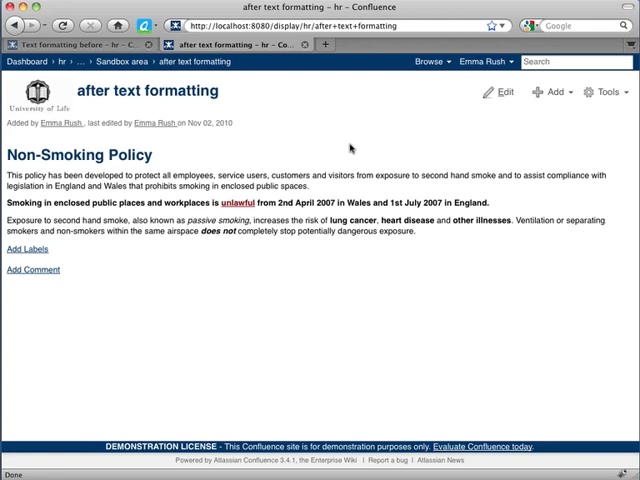 after text formatting – hr – Confluence
http://localhost:8080/display/hr/after+text+formatting
Google
Text formatting before – hr – C...
after text formatting – hr – Co...
Dashboard > hr > ... > Sandbox area > after text formatting
Browse Emma Rush Search
University of Life
after text formatting
Edit Add Tools
Added by Emma Rush , last edited by Emma Rush on Nov 02, 2010
Non-Smoking Policy
This policy has been developed to protect all employees, service users, customers and visitors from exposure to second hand smoke and to assist compliance with
legislation in England and Wales that prohibits smoking in enclosed public spaces.
Smoking in enclosed public places and workplaces is unlawful from 2nd April 2007 in Wales and 1st July 2007 in England.
Exposure to second hand smoke, also known as passive smoking, increases the risk of lung cancer, heart disease and other illnesses. Ventilation or separating
smokers and non-smokers within the same airspace does not completely stop potentially dangerous exposure.
Add Labels
Add Comment
DEMONSTRATION LICENSE - This Confluence site is for demonstration purposes only. Evaluate Confluence today.
Powered by Atlassian Confluence 3.4.1, the Enterprise Wiki | Report a bug | Atlassian News
Done